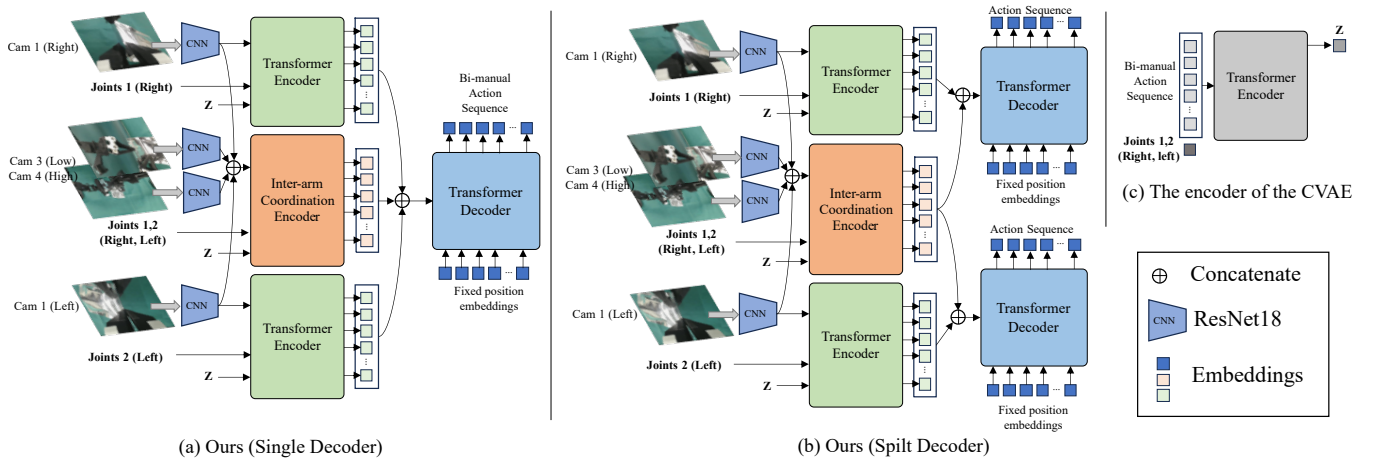 Cam 1 (Right)
CNN
Joints 1 (Right)
Z
Transformer
Encoder
Cam 3 (Low)
Cam 4 (High)
CNN
CNN
Joints 1,2
(Right, Left)
Z
Inter-arm
Coordination
Encoder
Cam 1 (Left)
CNN
Joints 2 (Left)
Z
Transformer
Encoder
Bi-manual
Action
Sequence
...
Transformer
Decoder
...
Fixed position
embeddings
(a) Ours (Single Decoder)
Cam 1 (Right)
CNN
Joints 1 (Right)
Z
Transformer
Encoder
Cam 3 (Low)
Cam 4 (High)
CNN
CNN
Joints 1,2
(Right, Left)
Z
Inter-arm
Coordination
Encoder
Cam 1 (Left)
CNN
Joints 2 (Left)
Z
Transformer
Encoder
Action Sequence
...
Transformer
Decoder
...
Fixed position
embeddings
Action Sequence
...
Transformer
Decoder
...
Fixed position
embeddings
(b) Ours (Spilt Decoder)
Bi-manual
Action
Sequence
Joints 1,2
(Right, left)
Transformer
Encoder
Z
(c) The encoder of the CVAE
Concatenate
CNN
ResNet18
Embeddings